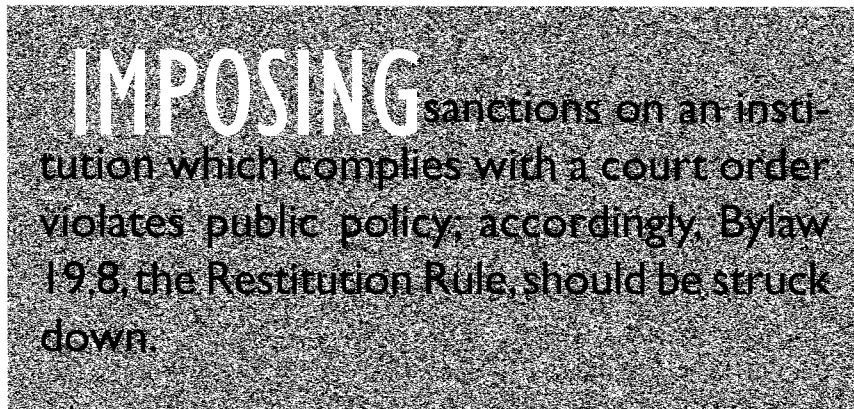 IMPOSING sanctions on an insti-
tution which complies with a court order
violates public policy; accordingly, Bylaw
19.8, the Restitution Rule, should be struck
down.